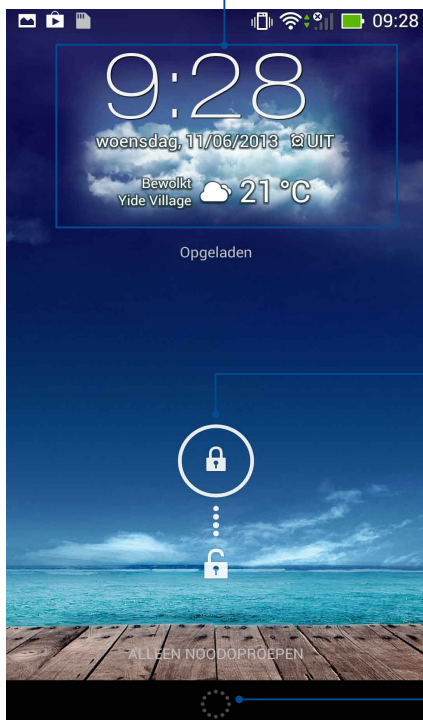 09:28
9:28
woensdag, 11/06/2013 UIT
Bewolkt
Yide Village 21 °C
Opgeladen
ALLEEN NOODOPROEPEN